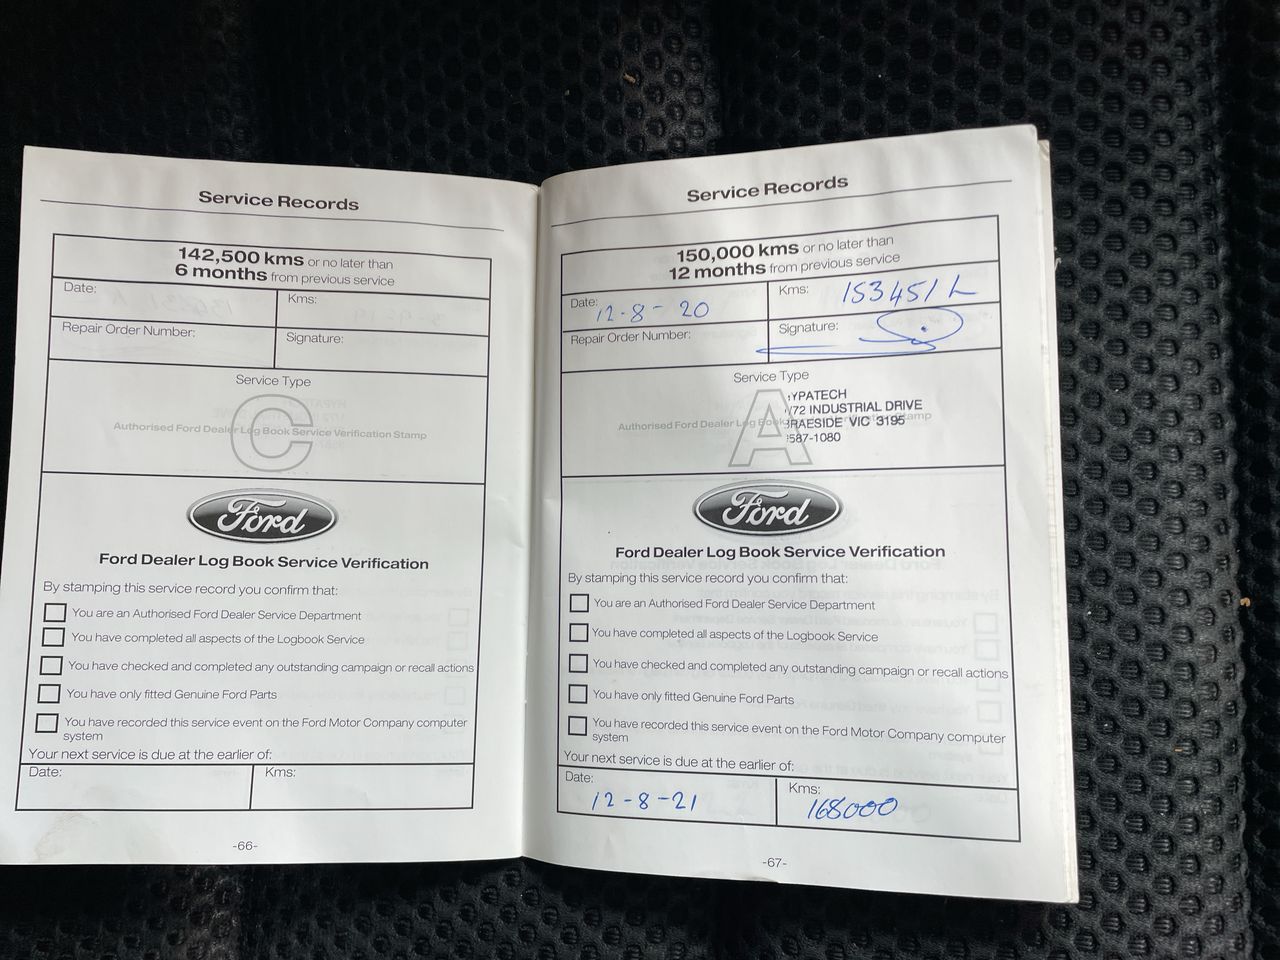 Service Records
142,500 kms or no later than
6 months from previous service
Date:
Kms:
Repair Order Number:
Signature:
Service Type
C
Authorised Ford Dealer Log Book Service Verification Stamp
Ford
Ford Dealer Log Book Service Verification
By stamping this service record you confirm that:
You are an Authorised Ford Dealer Service Department
You have completed all aspects of the Logbook Service
You have checked and completed any outstanding campaign or recall actions
You have only fitted Genuine Ford Parts
You have recorded this service event on the Ford Motor Company computer
system
Your next service is due at the earlier of:
Date:
Kms:
-66-
Service Records
150,000 kms or no later than
12 months from previous service
Date: 12-8-20
Kms: 153451
Repair Order Number:
Signature:
Service Type
A
YPATECH
/72 INDUSTRIAL DRIVE
Authorised Ford Dealer Log Book Stamp
BRAESIDE VIC 3195
587-1080
Ford
Ford Dealer Log Book Service Verification
By stamping this service record you confirm that:
You are an Authorised Ford Dealer Service Department
You have completed all aspects of the Logbook Service
You have checked and completed any outstanding campaign or recall actions
You have only fitted Genuine Ford Parts
You have recorded this service event on the Ford Motor Company computer
system
Your next service is due at the earlier of:
Date: 12-8-21
Kms: 168000
-67-